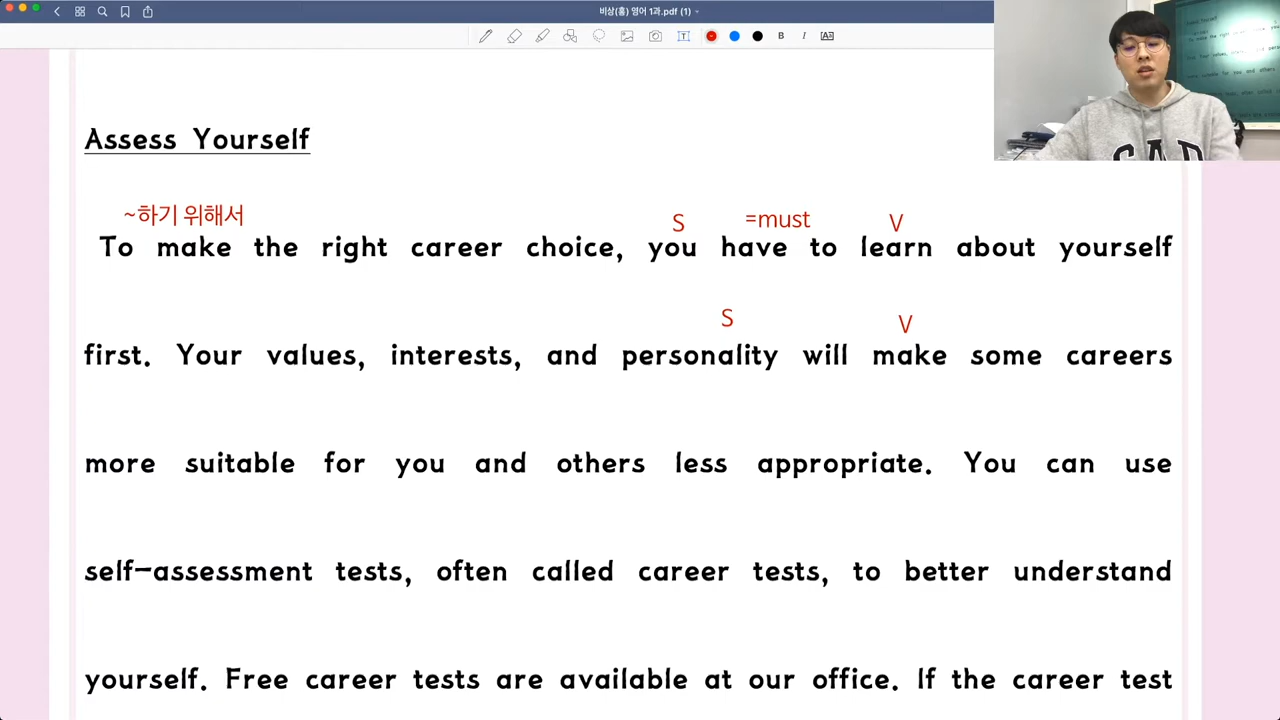 비상(홍) 영어 1과.pdf (1)
Assess Yourself
~하기 위해서 S =must V
To make the right career choice, you have to learn about yourself
S V
first. Your values, interests, and personality will make some careers
more suitable for you and others less appropriate. You can use
self-assessment tests, often called career tests, to better understand
yourself. Free career tests are available at our office. If the career test